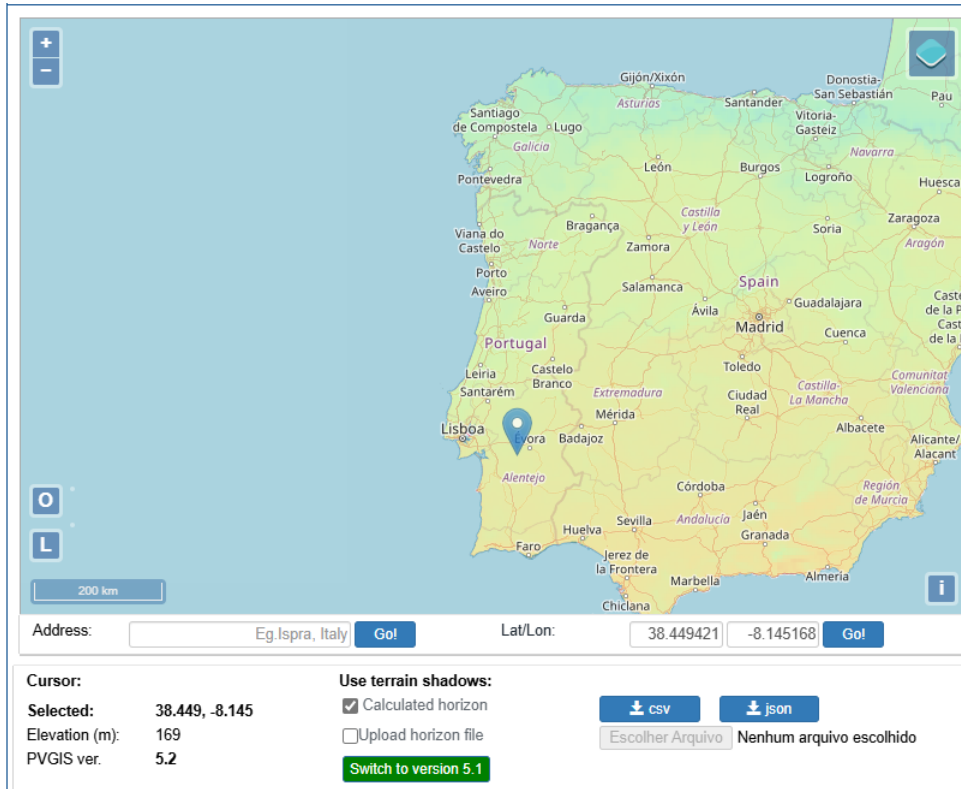 +
−
Gijón/Xixón
Donostia-
San Sebastián
Pau
Asturias
Santander
Santiago
de Compostela
Lugo
Vitoria-
Gasteiz
Galicia
Navarra
León
Burgos
Logroño
Pontevedra
Huesca
Viana do
Castelo
Bragança
Castilla
y León
Soria
Zaragoza
Norte
Zamora
Aragón
Porto
Aveiro
Salamanca
Spain
Guarda
Ávila
Guadalajara
Madrid
Cuenca
Portugal
Leiria
Castelo
Branco
Toledo
Comunitat
Valenciana
Santarém
Extremadura
Ciudad
Real
Castilla-
La Mancha
Mérida
Lisboa
Évora
Badajoz
Albacete
Alicante/
Alacant
Alentejo
Córdoba
Región
de Murcia
O
Huelva
Sevilla
Andalucía
Jaén
Granada
L
Faro
Jerez de
la Frontera
Marbella
Almería
Chiclana
200 km
i
Address: Eg.Ispra, Italy Go! Lat/Lon: 38.449421 -8.145168 Go!
Cursor: Use terrain shadows:
Selected: 38.449, -8.145 Calculated horizon csv json
Elevation (m): 169 Upload horizon file Escolher Arquivo Nenhum arquivo escolhido
PVGIS ver. 5.2 Switch to version 5.1